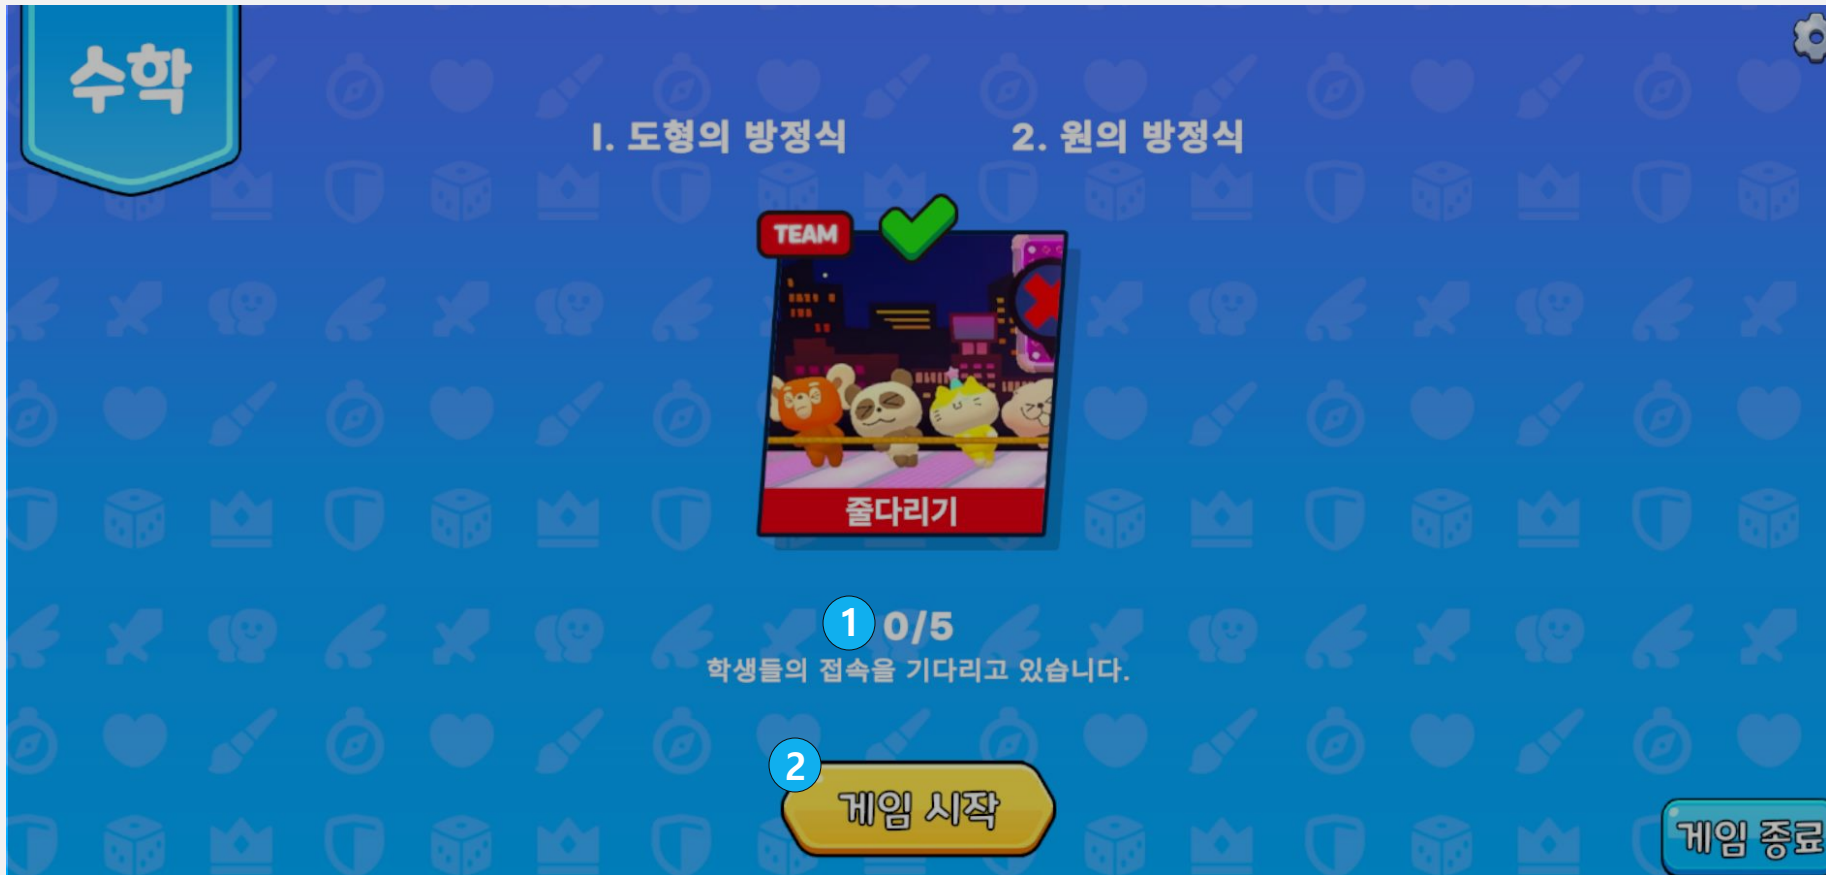 수학
I. 도형의 방정식 2. 원의 방정식
TEAM
줄다리기
1 0/5
학생들의 접속을 기다리고 있습니다.
2
게임 시작
게임 종료